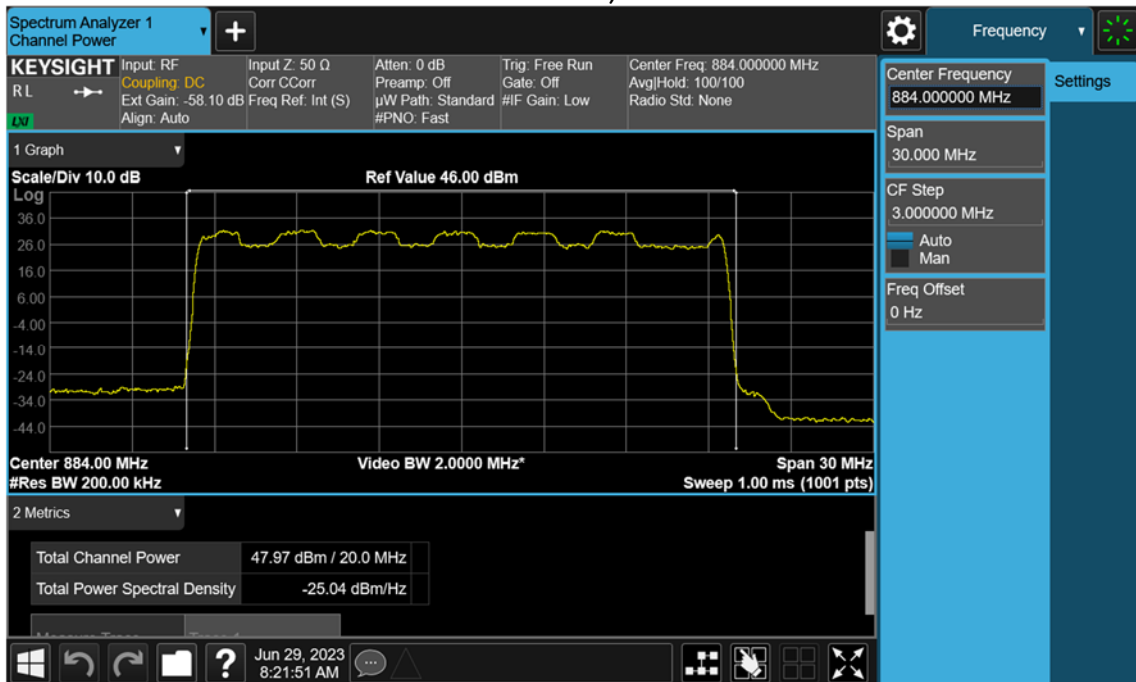 Spectrum Analyzer 1
Channel Power
+
Frequency
KEYSIGHT
RL
LXI
Input: RF
Coupling: DC
Ext Gain: -58.10 dB
Align: Auto
Input Z: 50 Ω
Corr CCorr
Freq Ref: Int (S)
Atten: 0 dB
Preamp: Off
µW Path: Standard
#PNO: Fast
Trig: Free Run
Gate: Off
#IF Gain: Low
Center Freq: 884.000000 MHz
Avg|Hold: 100/100
Radio Std: None
Center Frequency
884.000000 MHz
Settings
Span
30.000 MHz
CF Step
3.000000 MHz
Auto
Man
Freq Offset
0 Hz
1 Graph
Scale/Div 10.0 dB
Ref Value 46.00 dBm
Log
36.0
26.0
16.0
6.00
-4.00
-14.0
-24.0
-34.0
-44.0
Center 884.00 MHz
Video BW 2.0000 MHz*
Span 30 MHz
#Res BW 200.00 kHz
Sweep 1.00 ms (1001 pts)
2 Metrics
Total Channel Power 47.97 dBm / 20.0 MHz
Total Power Spectral Density -25.04 dBm/Hz
?
Jun 29, 2023
8:21:51 AM